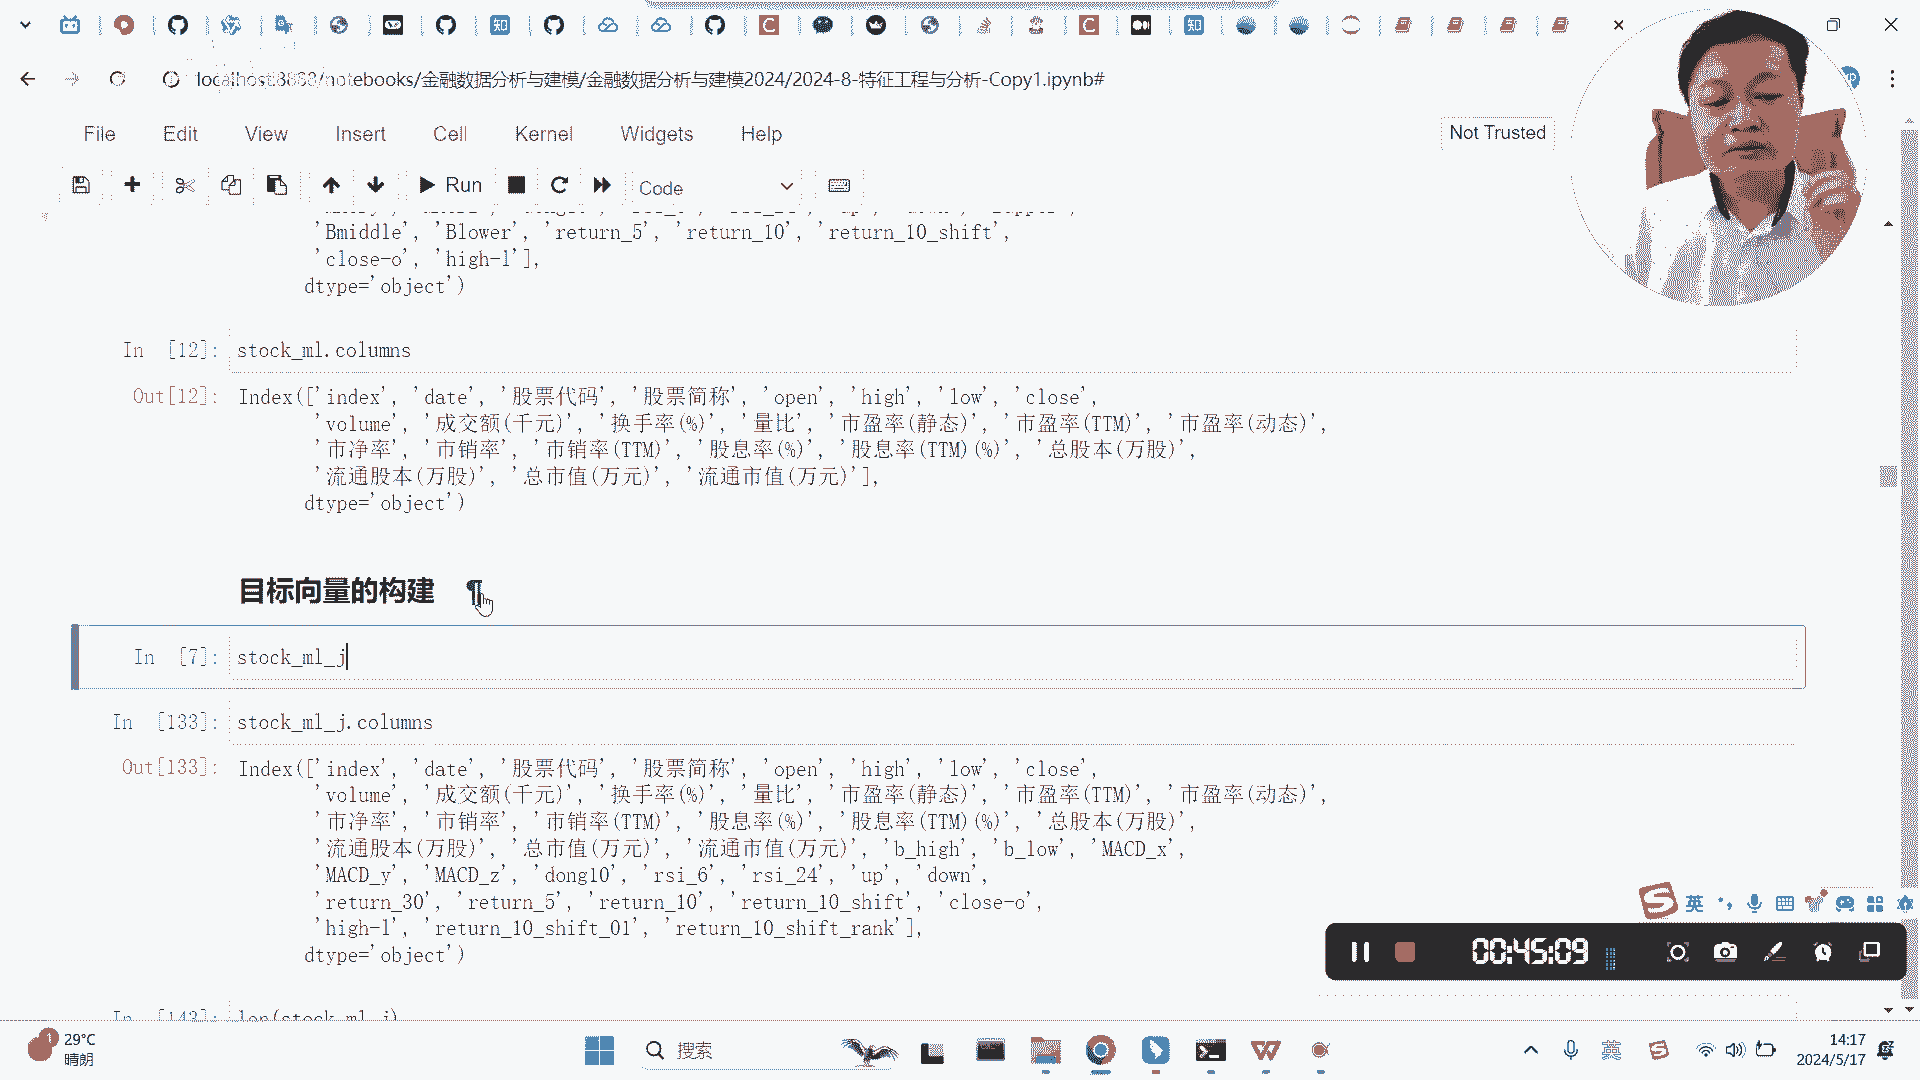 localhost:8888/notebooks/金融数据分析与建模/金融数据分析与建模2024/2024-8-特征工程与分析-Copy1.ipynb#
File Edit View Insert Cell Kernel Widgets Help
Not Trusted
Run
Code
'Bmiddle', 'Blower', 'return_5', 'return_10', 'return_10_shift',
'close-o', 'high-l'],
dtype='object')
In [12]: stock_ml.columns
Out[12]: Index(['index', 'date', '股票代码', '股票简称', 'open', 'high', 'low', 'close',
'volume', '成交额(千元)', '换手率(%)', '量比', '市盈率(静态)', '市盈率(TTM)', '市盈率(动态)',
'市净率', '市销率', '市销率(TTM)', '股息率(%)', '股息率(TTM)(%)', '总股本(万股)',
'流通股本(万股)', '总市值(万元)', '流通市值(万元)'],
dtype='object')
目标向量的构建 ¶
In [7]: stock_ml_j
In [133]: stock_ml_j.columns
Out[133]: Index(['index', 'date', '股票代码', '股票简称', 'open', 'high', 'low', 'close',
'volume', '成交额(千元)', '换手率(%)', '量比', '市盈率(静态)', '市盈率(TTM)', '市盈率(动态)',
'市净率', '市销率', '市销率(TTM)', '股息率(%)', '股息率(TTM)(%)', '总股本(万股)',
'流通股本(万股)', '总市值(万元)', '流通市值(万元)', 'b_high', 'b_low', 'MACD_x',
'MACD_y', 'MACD_z', 'dong10', 'rsi_6', 'rsi_24', 'up', 'down',
'return_30', 'return_5', 'return_10', 'return_10_shift', 'close-o',
'high-l', 'return_10_shift_01', 'return_10_shift_rank'],
dtype='object')
In [143]: len(stock_ml_j)
英
00:45:09
29°C
晴朗
搜索
英
14:17
2024/5/17